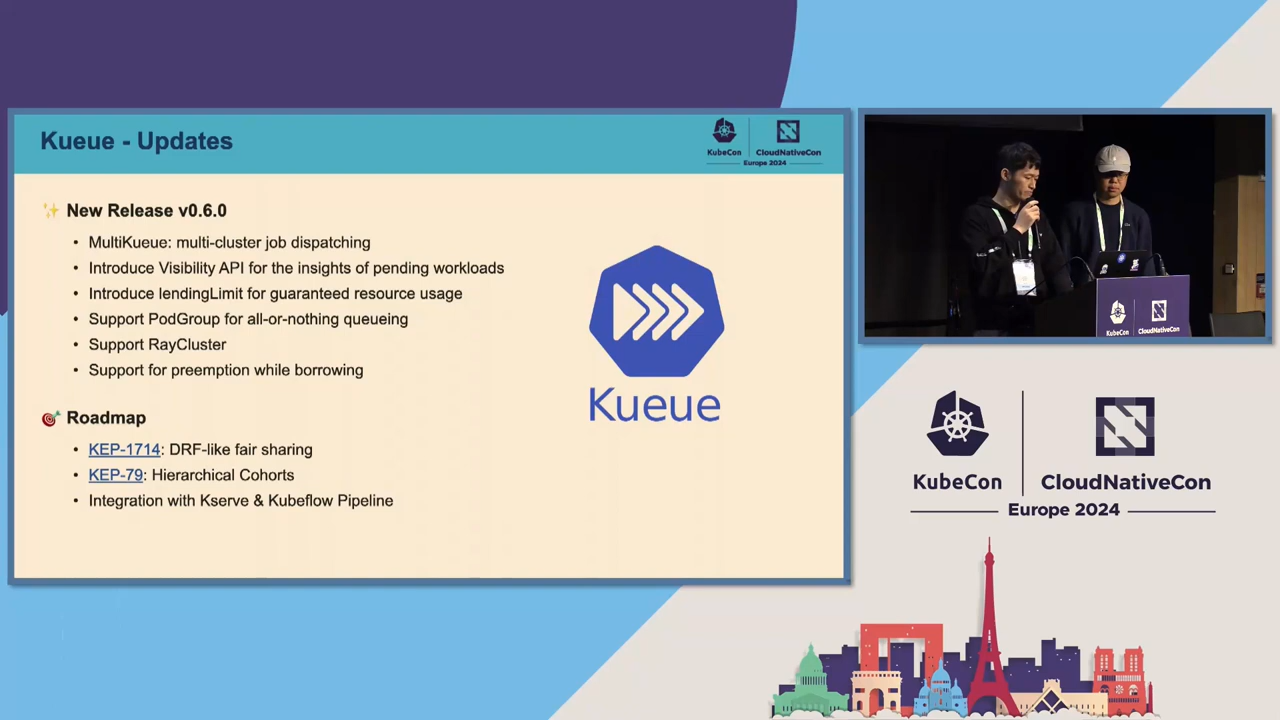 Kueue - Updates
KubeCon
CloudNativeCon
Europe 2024
New Release v0.6.0
• MultiKueue: multi-cluster job dispatching
• Introduce Visibility API for the insights of pending workloads
• Introduce lendingLimit for guaranteed resource usage
• Support PodGroup for all-or-nothing queueing
• Support RayCluster
• Support for preemption while borrowing
Kueue
Roadmap
• KEP-1714: DRF-like fair sharing
• KEP-79: Hierarchical Cohorts
• Integration with Kserve & Kubeflow Pipeline
KubeCon
CloudNativeCon
KubeCon
CloudNativeCon
Europe 2024